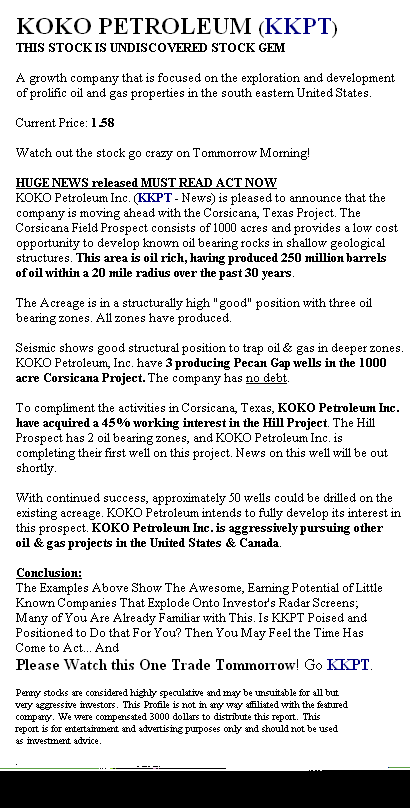 KOKO PETROLEUM (KKPT)
THIS STOCK IS UNDISCOVERED STOCK GEM
A growth company that is focused on the exploration and development
of prolific oil and gas properties in the south eastern United States.
Current Price: 1.58
Watch out the stock go crazy on Tommorrow Morning!
HUGE NEWS released MUST READ ACT NOW
KOKO Petroleum Inc. (KKPT - News) is pleased to announce that the
company is moving ahead with the Corsicana, Texas Project. The
Corsicana Field Prospect consists of 1000 acres and provides a low cost
opportunity to develop known oil bearing rocks in shallow geological
structures. This area is oil rich, having produced 250 million barrels
of oil within a 20 mile radius over the past 30 years.
The Acreage is in a structurally high "good" position with three oil
bearing zones. All zones have produced.
Seismic shows good structural position to trap oil & gas in deeper zones.
KOKO Petroleum, Inc. have 3 producing Pecan Gap wells in the 1000
acre Corsicana Project. The company has no debt.
To compliment the activities in Corsicana, Texas, KOKO Petroleum Inc.
have acquired a 45% working interest in the Hill Project. The Hill
Prospect has 2 oil bearing zones, and KOKO Petroleum Inc. is
completing their first well on this project. News on this well will be out
shortly.
With continued success, approximately 50 wells could be drilled on the
existing acreage. KOKO Petroleum intends to fully develop its interest in
this prospect. KOKO Petroleum Inc. is aggressively pursuing other
oil & gas projects in the United States & Canada.
Conclusion:
The Examples Above Show The Awesome, Earning Potential of Little
Known Companies That Explode Onto Investor's Radar Screens;
Many of You Are Already Familiar with This. Is KKPT Poised and
Positioned to Do that For You? Then You May Feel the Time Has
Come to Act... And
Please Watch this One Trade Tommorrow! Go KKPT.
Penny stocks are considered highly speculative and may be unsuitable for all but
very aggressive investors. This Profile is not in any way affiliated with the featured
company. We were compensated 3000 dollars to distribute this report. This
report is for entertainment and advertising purposes only and should not be used
as investment advice.